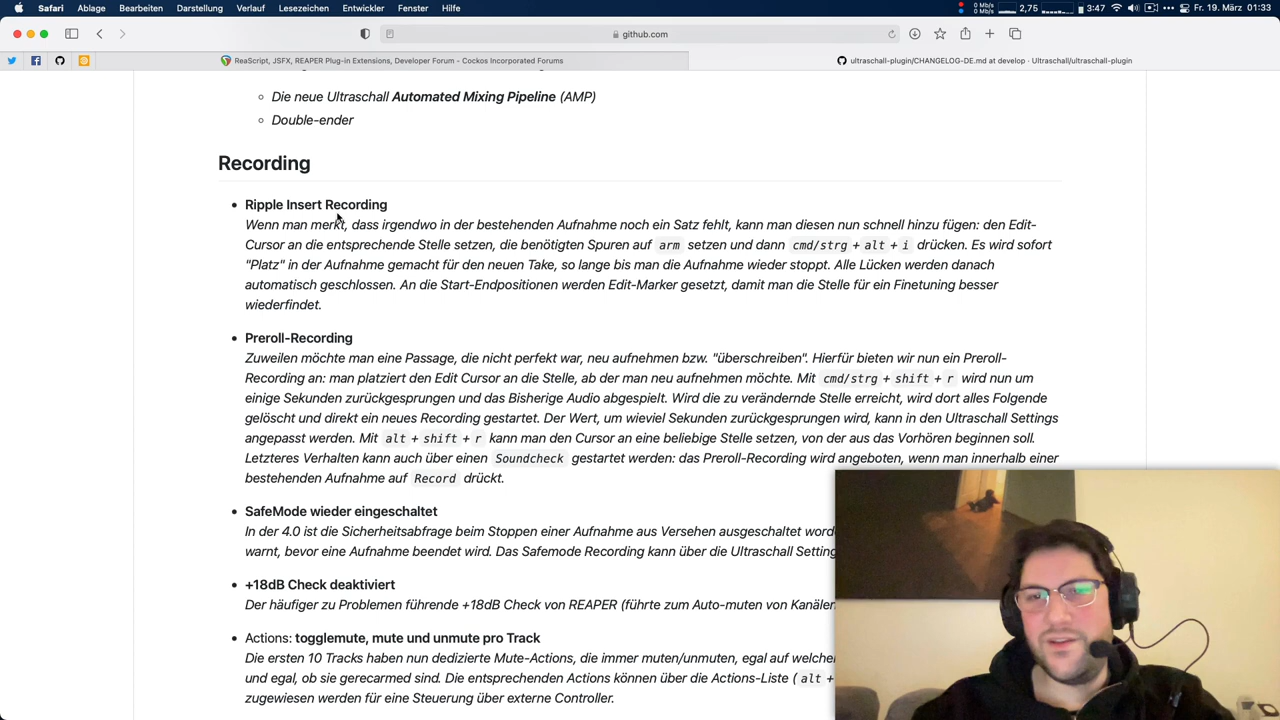 Safari Ablage Bearbeiten Darstellung Verlauf Lesezeichen Entwickler Fenster Hilfe 0 Mb/s 0 Mb/s 2,75 3:47 Fr. 19. März 01:33
github.com
ReaScript, JSFX, REAPER Plug-in Extensions, Developer Forum - Cockos Incorporated Forums ultraschall-plugin/CHANGELOG-DE.md at develop · Ultraschall/ultraschall-plugin
Die neue Ultraschall Automated Mixing Pipeline (AMP)
Double-ender
Recording
Ripple Insert Recording
Wenn man merkt, dass irgendwo in der bestehenden Aufnahme noch ein Satz fehlt, kann man diesen nun schnell hinzu fügen: den Edit-
Cursor an die entsprechende Stelle setzen, die benötigten Spuren auf arm setzen und dann cmd/strg + alt + i drücken. Es wird sofort
"Platz" in der Aufnahme gemacht für den neuen Take, so lange bis man die Aufnahme wieder stoppt. Alle Lücken werden danach
automatisch geschlossen. An die Start-Endpositionen werden Edit-Marker gesetzt, damit man die Stelle für ein Finetuning besser
wiederfindet.
Preroll-Recording
Zuweilen möchte man eine Passage, die nicht perfekt war, neu aufnehmen bzw. "überschreiben". Hierfür bieten wir nun ein Preroll-
Recording an: man platziert den Edit Cursor an die Stelle, ab der man neu aufnehmen möchte. Mit cmd/strg + shift + r wird nun um
einige Sekunden zurückgesprungen und das Bisherige Audio abgespielt. Wird die zu verändernde Stelle erreicht, wird dort alles Folgende
gelöscht und direkt ein neues Recording gestartet. Der Wert, um wieviel Sekunden zurückgesprungen wird, kann in den Ultraschall Settings
angepasst werden. Mit alt + shift + r kann man den Cursor an eine beliebige Stelle setzen, von der aus das Vorhören beginnen soll.
Letzteres Verhalten kann auch über einen Soundcheck gestartet werden: das Preroll-Recording wird angeboten, wenn man innerhalb einer
bestehenden Aufnahme auf Record drückt.
SafeMode wieder eingeschaltet
In der 4.0 ist die Sicherheitsabfrage beim Stoppen einer Aufnahme aus Versehen ausgeschaltet word
warnt, bevor eine Aufnahme beendet wird. Das Safemode Recording kann über die Ultraschall Setting
+18dB Check deaktiviert
Der häufiger zu Problemen führende +18dB Check von REAPER (führte zum Auto-muten von Kanälen
Actions: togglemute, mute und unmute pro Track
Die ersten 10 Tracks haben nun dedizierte Mute-Actions, die immer muten/unmuten, egal auf welche
und egal, ob sie gerecarmed sind. Die entsprechenden Actions können über die Actions-Liste ( alt +
zugewiesen werden für eine Steuerung über externe Controller.